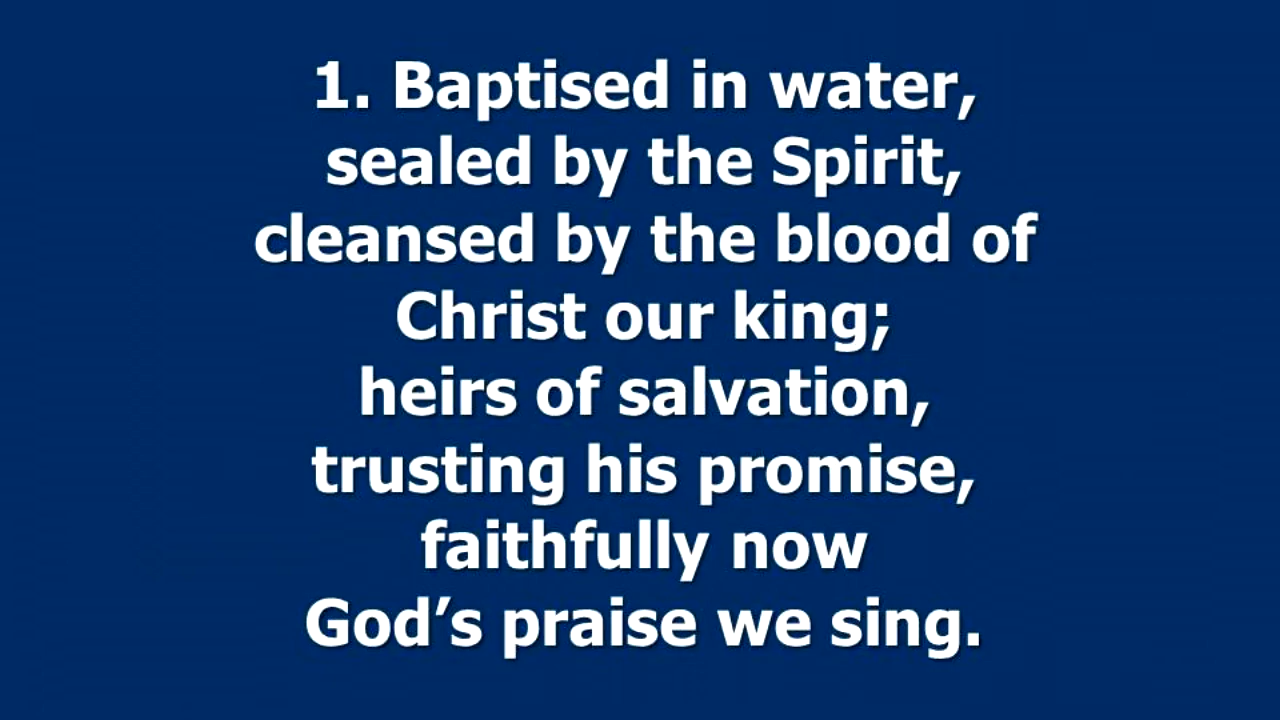 1. Baptised in water,
sealed by the Spirit,
cleansed by the blood of
Christ our king;
heirs of salvation,
trusting his promise,
faithfully now
God’s praise we sing.